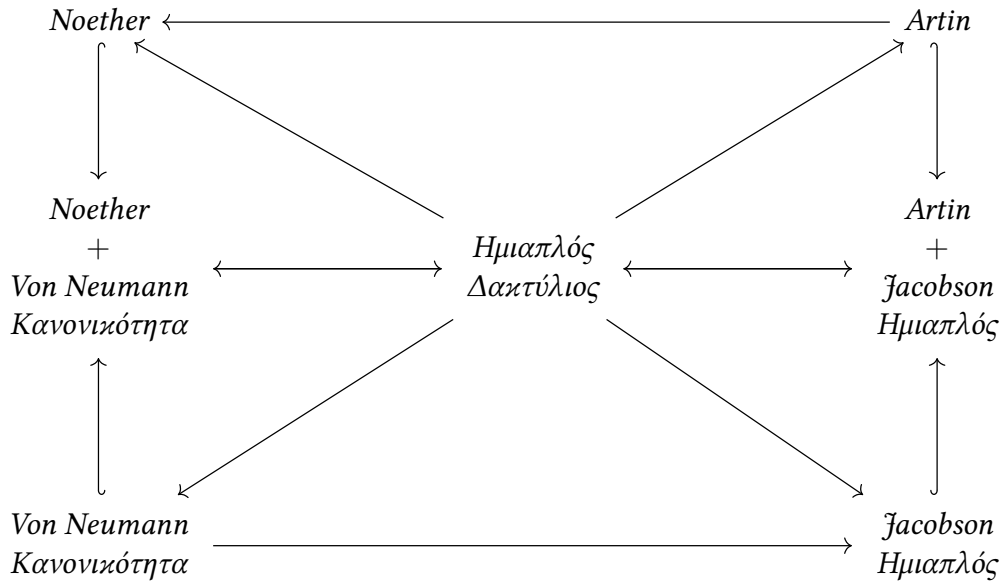 Noether
Artin
Noether
+
Von Neumann
Κανονικότητα
Ημιαπλός
Δακτύλιος
Artin
+
Jacobson
Ημιαπλός
Von Neumann
Κανονικότητα
Jacobson
Ημιαπλός